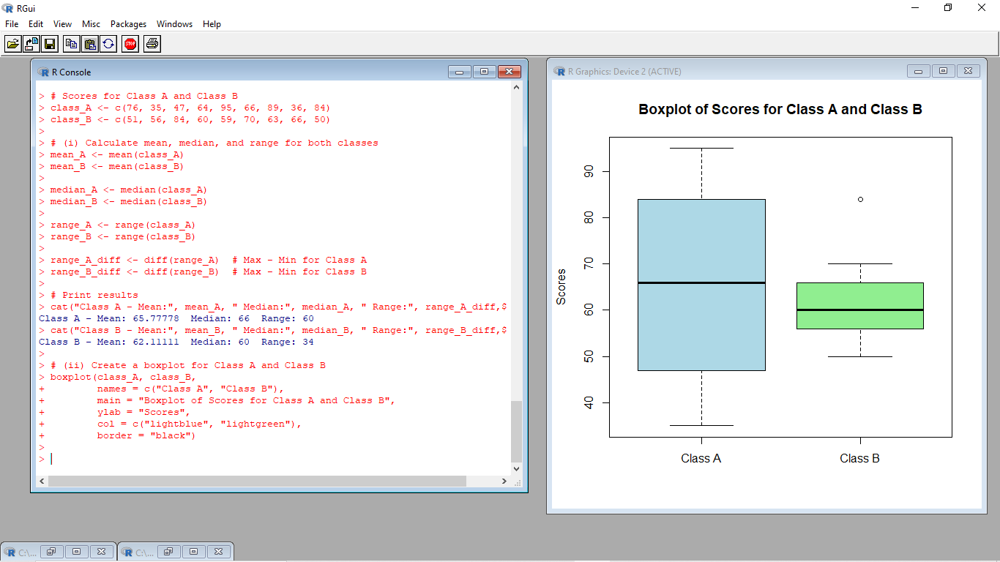 RGui
File Edit View Misc Packages Windows Help
STOP
R Console
> # Scores for Class A and Class B
> class_A <- c(76, 35, 47, 64, 95, 66, 89, 36, 84)
> class_B <- c(51, 56, 84, 60, 59, 70, 63, 66, 50)
>
> # (i) Calculate mean, median, and range for both classes
> mean_A <- mean(class_A)
> mean_B <- mean(class_B)
>
> median_A <- median(class_A)
> median_B <- median(class_B)
>
> range_A <- range(class_A)
> range_B <- range(class_B)
>
> range_A_diff <- diff(range_A)  # Max - Min for Class A
> range_B_diff <- diff(range_B)  # Max - Min for Class B
>
> # Print results
> cat("Class A - Mean:", mean_A, " Median:", median_A, " Range:", range_A_diff,$
Class A - Mean: 65.77778  Median: 66  Range: 60
> cat("Class B - Mean:", mean_B, " Median:", median_B, " Range:", range_B_diff,$
Class B - Mean: 62.11111  Median: 60  Range: 34
>
> # (ii) Create a boxplot for Class A and Class B
> boxplot(class_A, class_B,
+         names = c("Class A", "Class B"),
+         main = "Boxplot of Scores for Class A and Class B",
+         ylab = "Scores",
+         col = c("lightblue", "lightgreen"),
+         border = "black")
>
>
R Graphics: Device 2 (ACTIVE)
Boxplot of Scores for Class A and Class B
90
80
70
60
50
40
Scores
Class A Class B
C:\...
C:\...